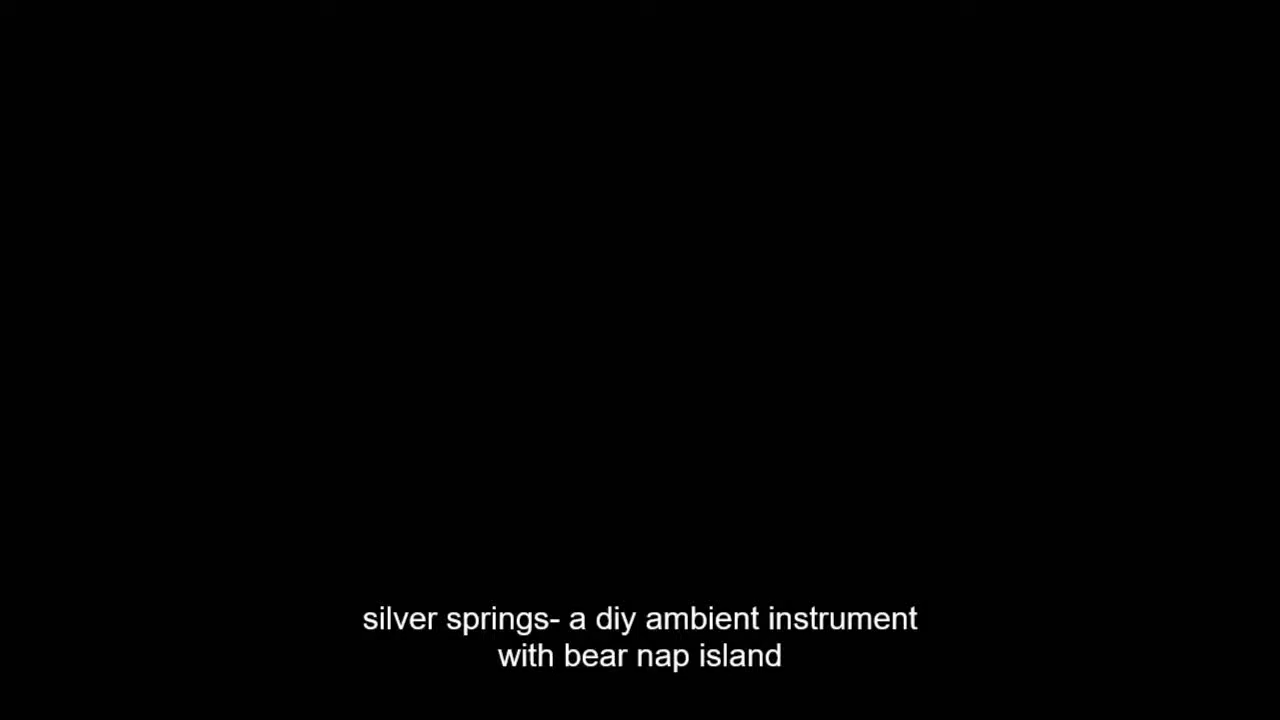 silver springs- a diy ambient instrument
with bear nap island